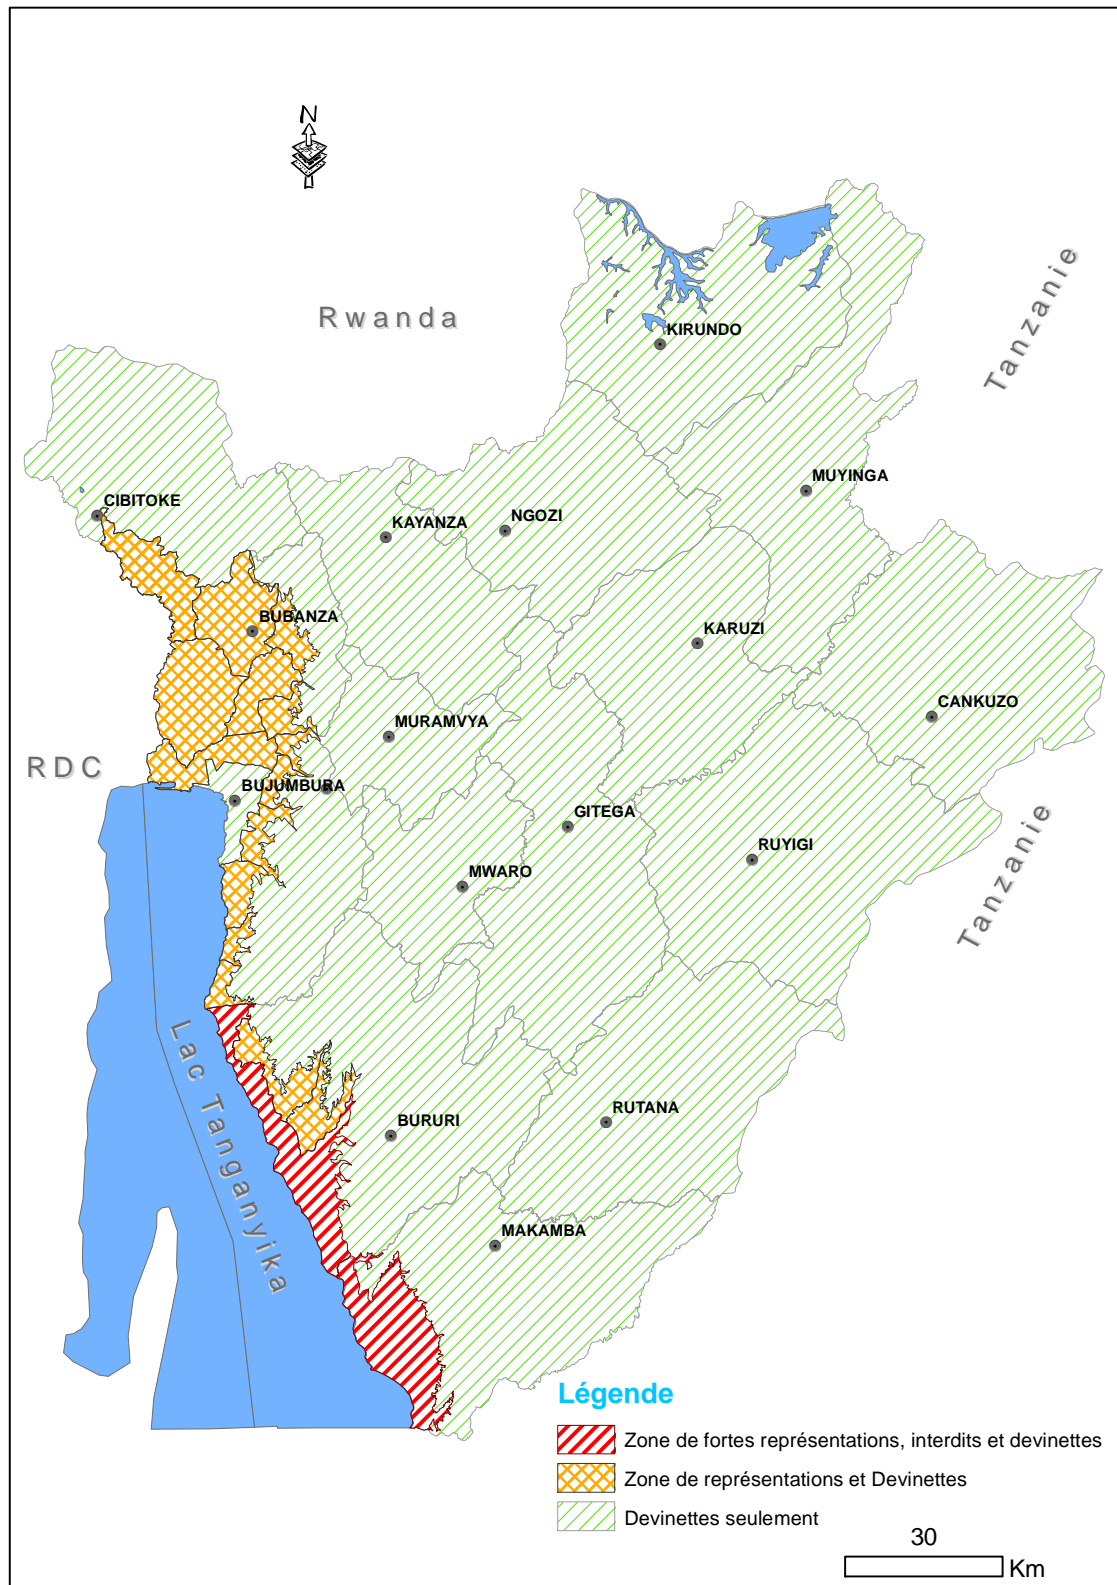 N
Rwanda
Tanzanie
KIRUNDO
MUYINGA
CIBITOKE
KAYANZA
NGOZI
BUBANZA
KARUZI
CANKUZO
MURAMVYA
RDC
BUJUMBURA
GITEGA
RUYIGI
MWARO
Tanzanie
Lac Tanganyika
BURURI
RUTANA
MAKAMBA
Légende
Zone de fortes représentations, interdits et devinettes
Zone de représentations et Devinettes
Devinettes seulement
30
Km